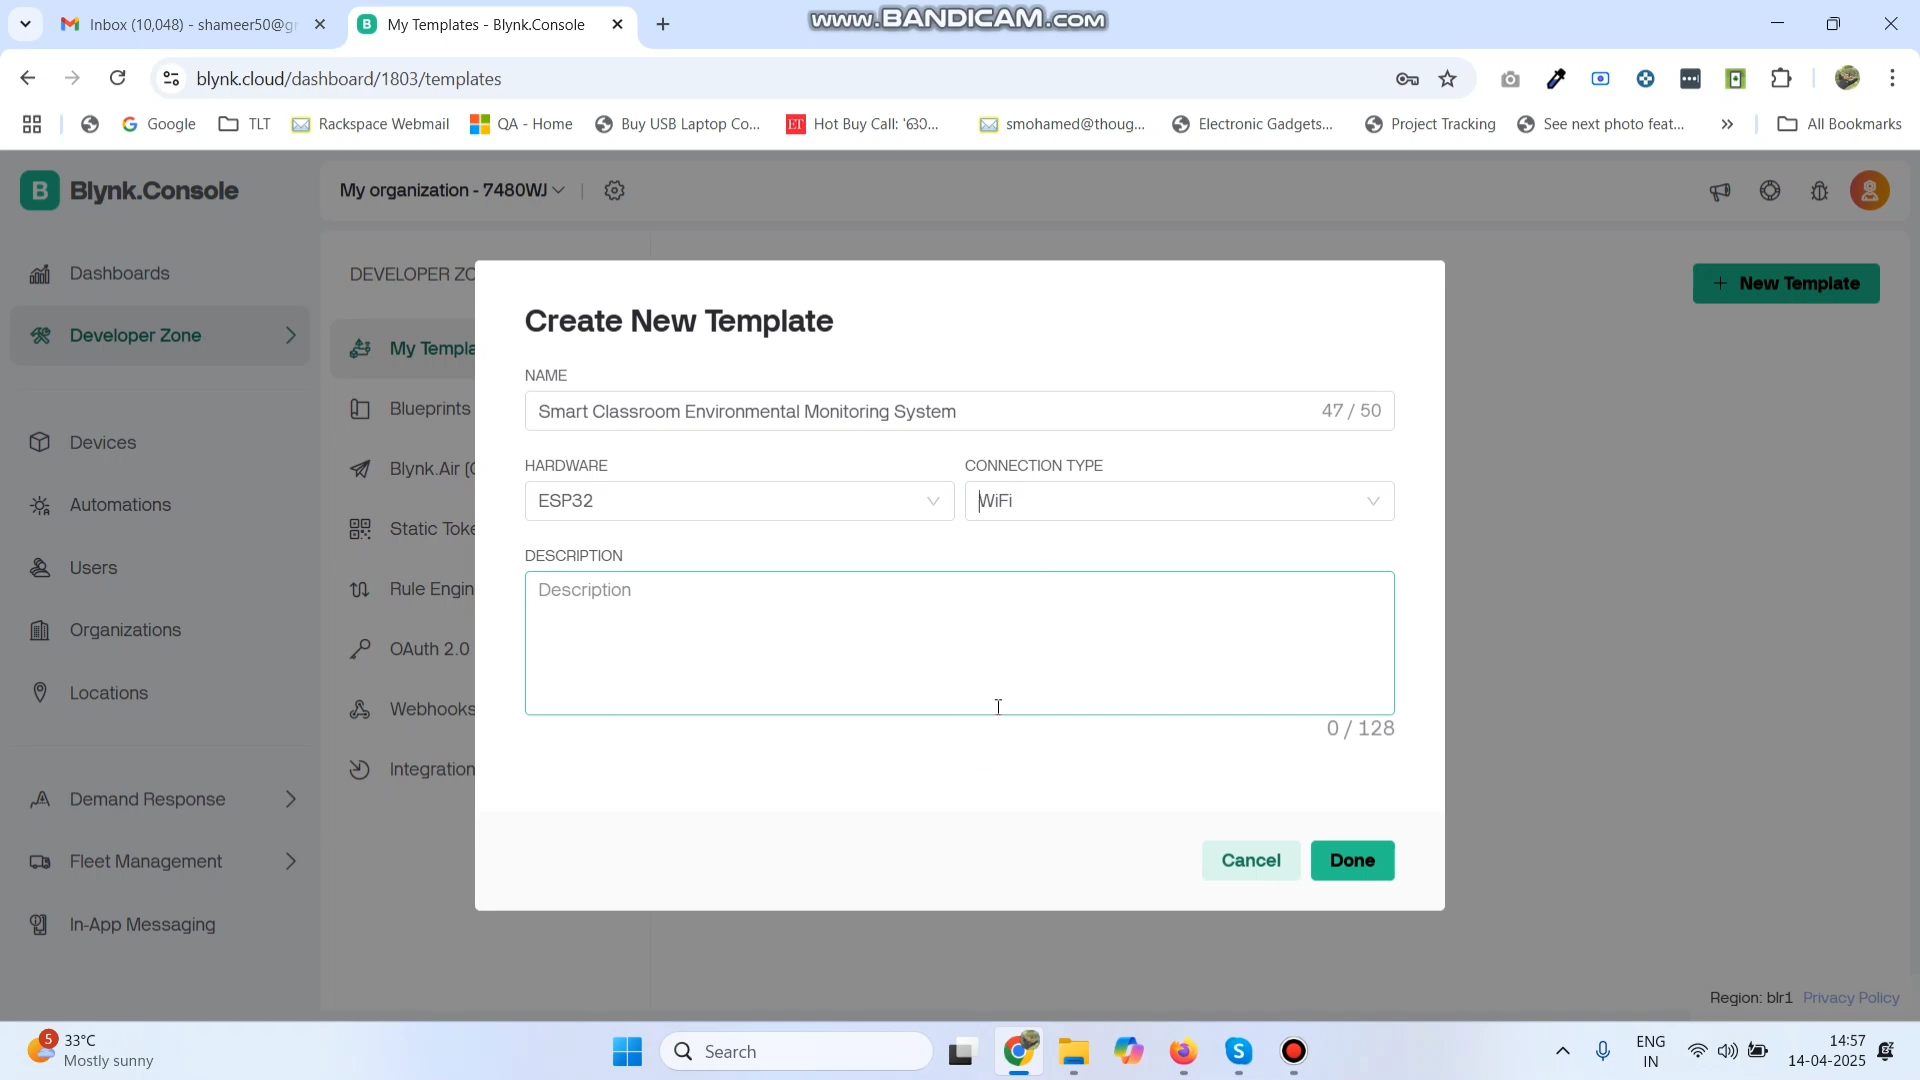 www.BANDICAM.com
Inbox (10,048) - shameer50@gr
My Templates - Blynk.Console
blynk.cloud/dashboard/1803/templates
Google
TLT
Rackspace Webmail
QA - Home
Buy USB Laptop Co...
Hot Buy Call: '630...
smohamed@thoug...
Electronic Gadgets...
Project Tracking
See next photo feat...
All Bookmarks
B Blynk.Console
My organization - 7480WJ
Dashboards
Developer Zone
Devices
Automations
Users
Organizations
Locations
Demand Response
Fleet Management
In-App Messaging
DEVELOPER ZO
My Templa
Blueprints
Blynk.Air (
Static Toke
Rule Engin
OAuth 2.0
Webhooks
Integration
New Template
Create New Template
NAME
Smart Classroom Environmental Monitoring System 47 / 50
HARDWARE CONNECTION TYPE
ESP32 WiFi
DESCRIPTION
Description
0 / 128
Cancel Done
Region: blr1 Privacy Policy
5
33°C
Mostly sunny
Search
ENG
IN
14:57
14-04-2025